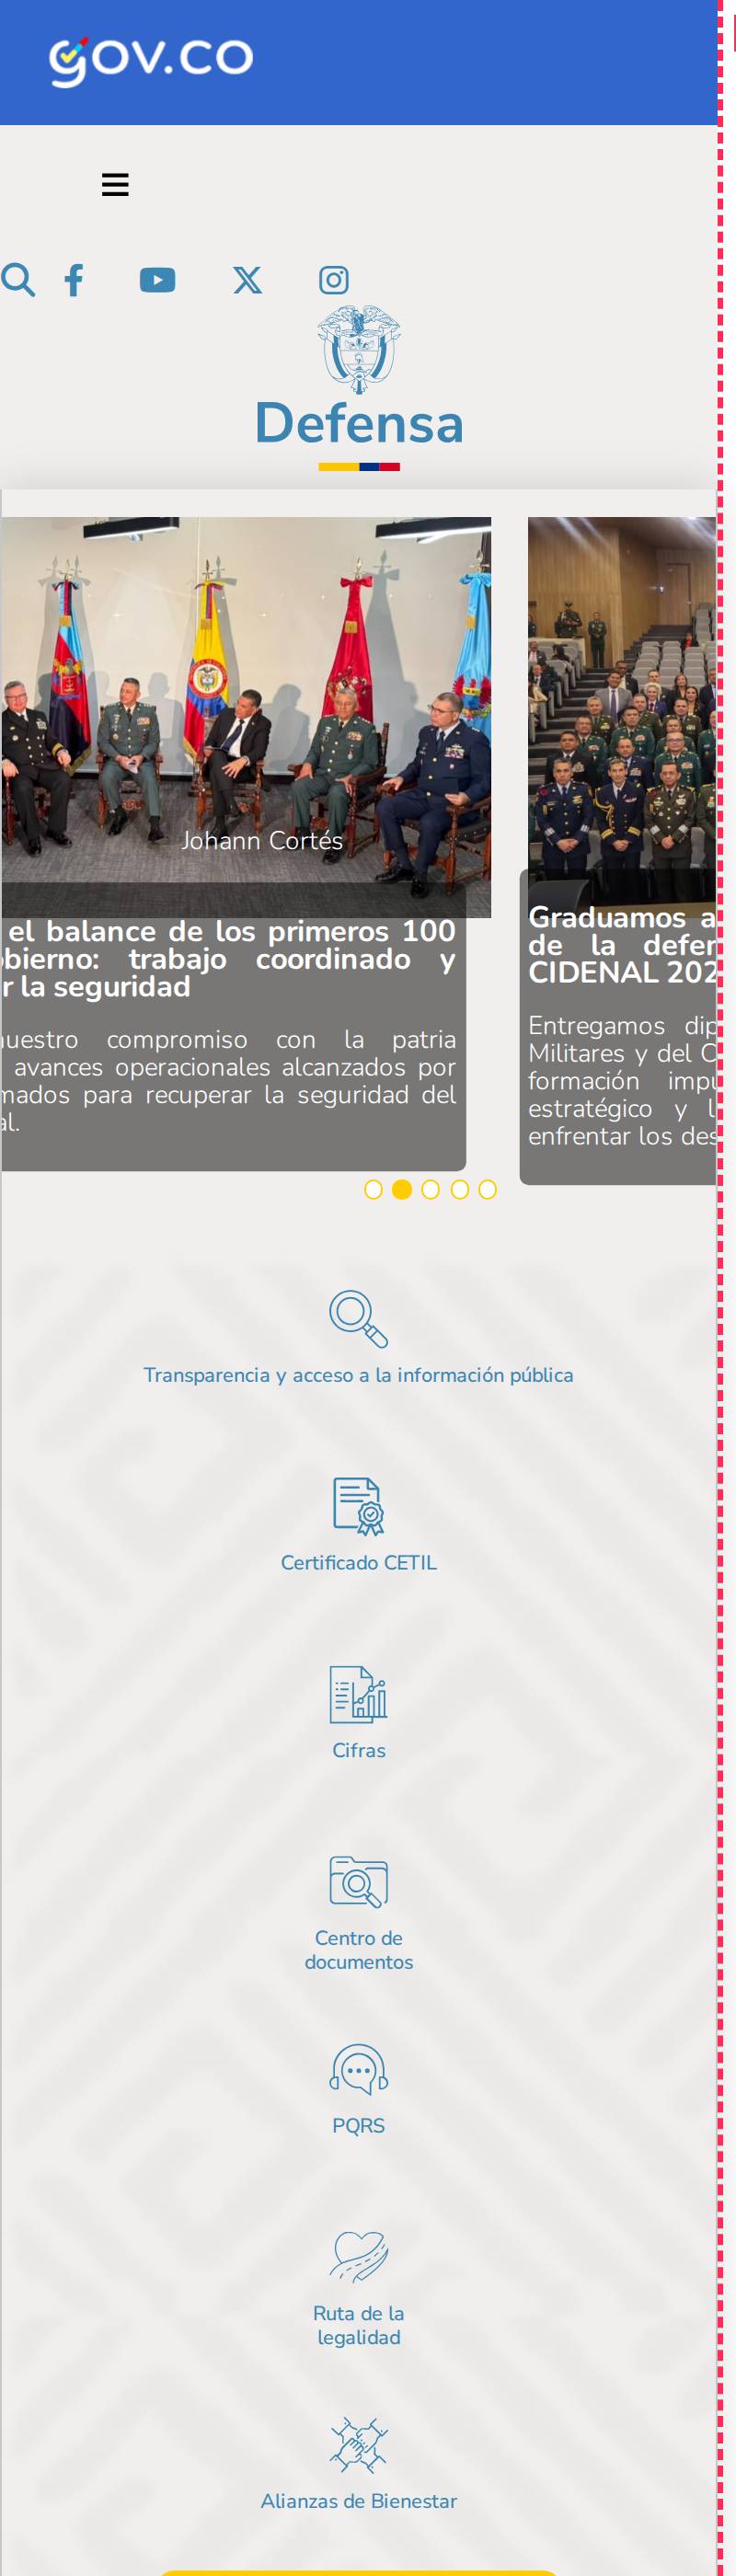 gov.co
Defensa
Johann Cortés
el balance de los primeros 100
obierno: trabajo coordinado y
r la seguridad
nuestro compromiso con la patria
avances operacionales alcanzados por
mados para recuperar la seguridad del
al.
Graduamos a
de la defen
CIDENAL 202
Entregamos dip
Militares y del C
formación impu
estratégico y l
enfrentar los des
Transparencia y acceso a la información pública
Certificado CETIL
Cifras
Centro de
documentos
PQRS
Ruta de la
legalidad
Alianzas de Bienestar